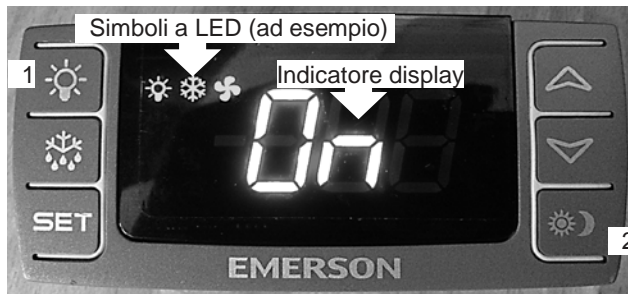 Simboli a LED (ad esempio)
1
Indicatore display
On
SET
2
EMERSON